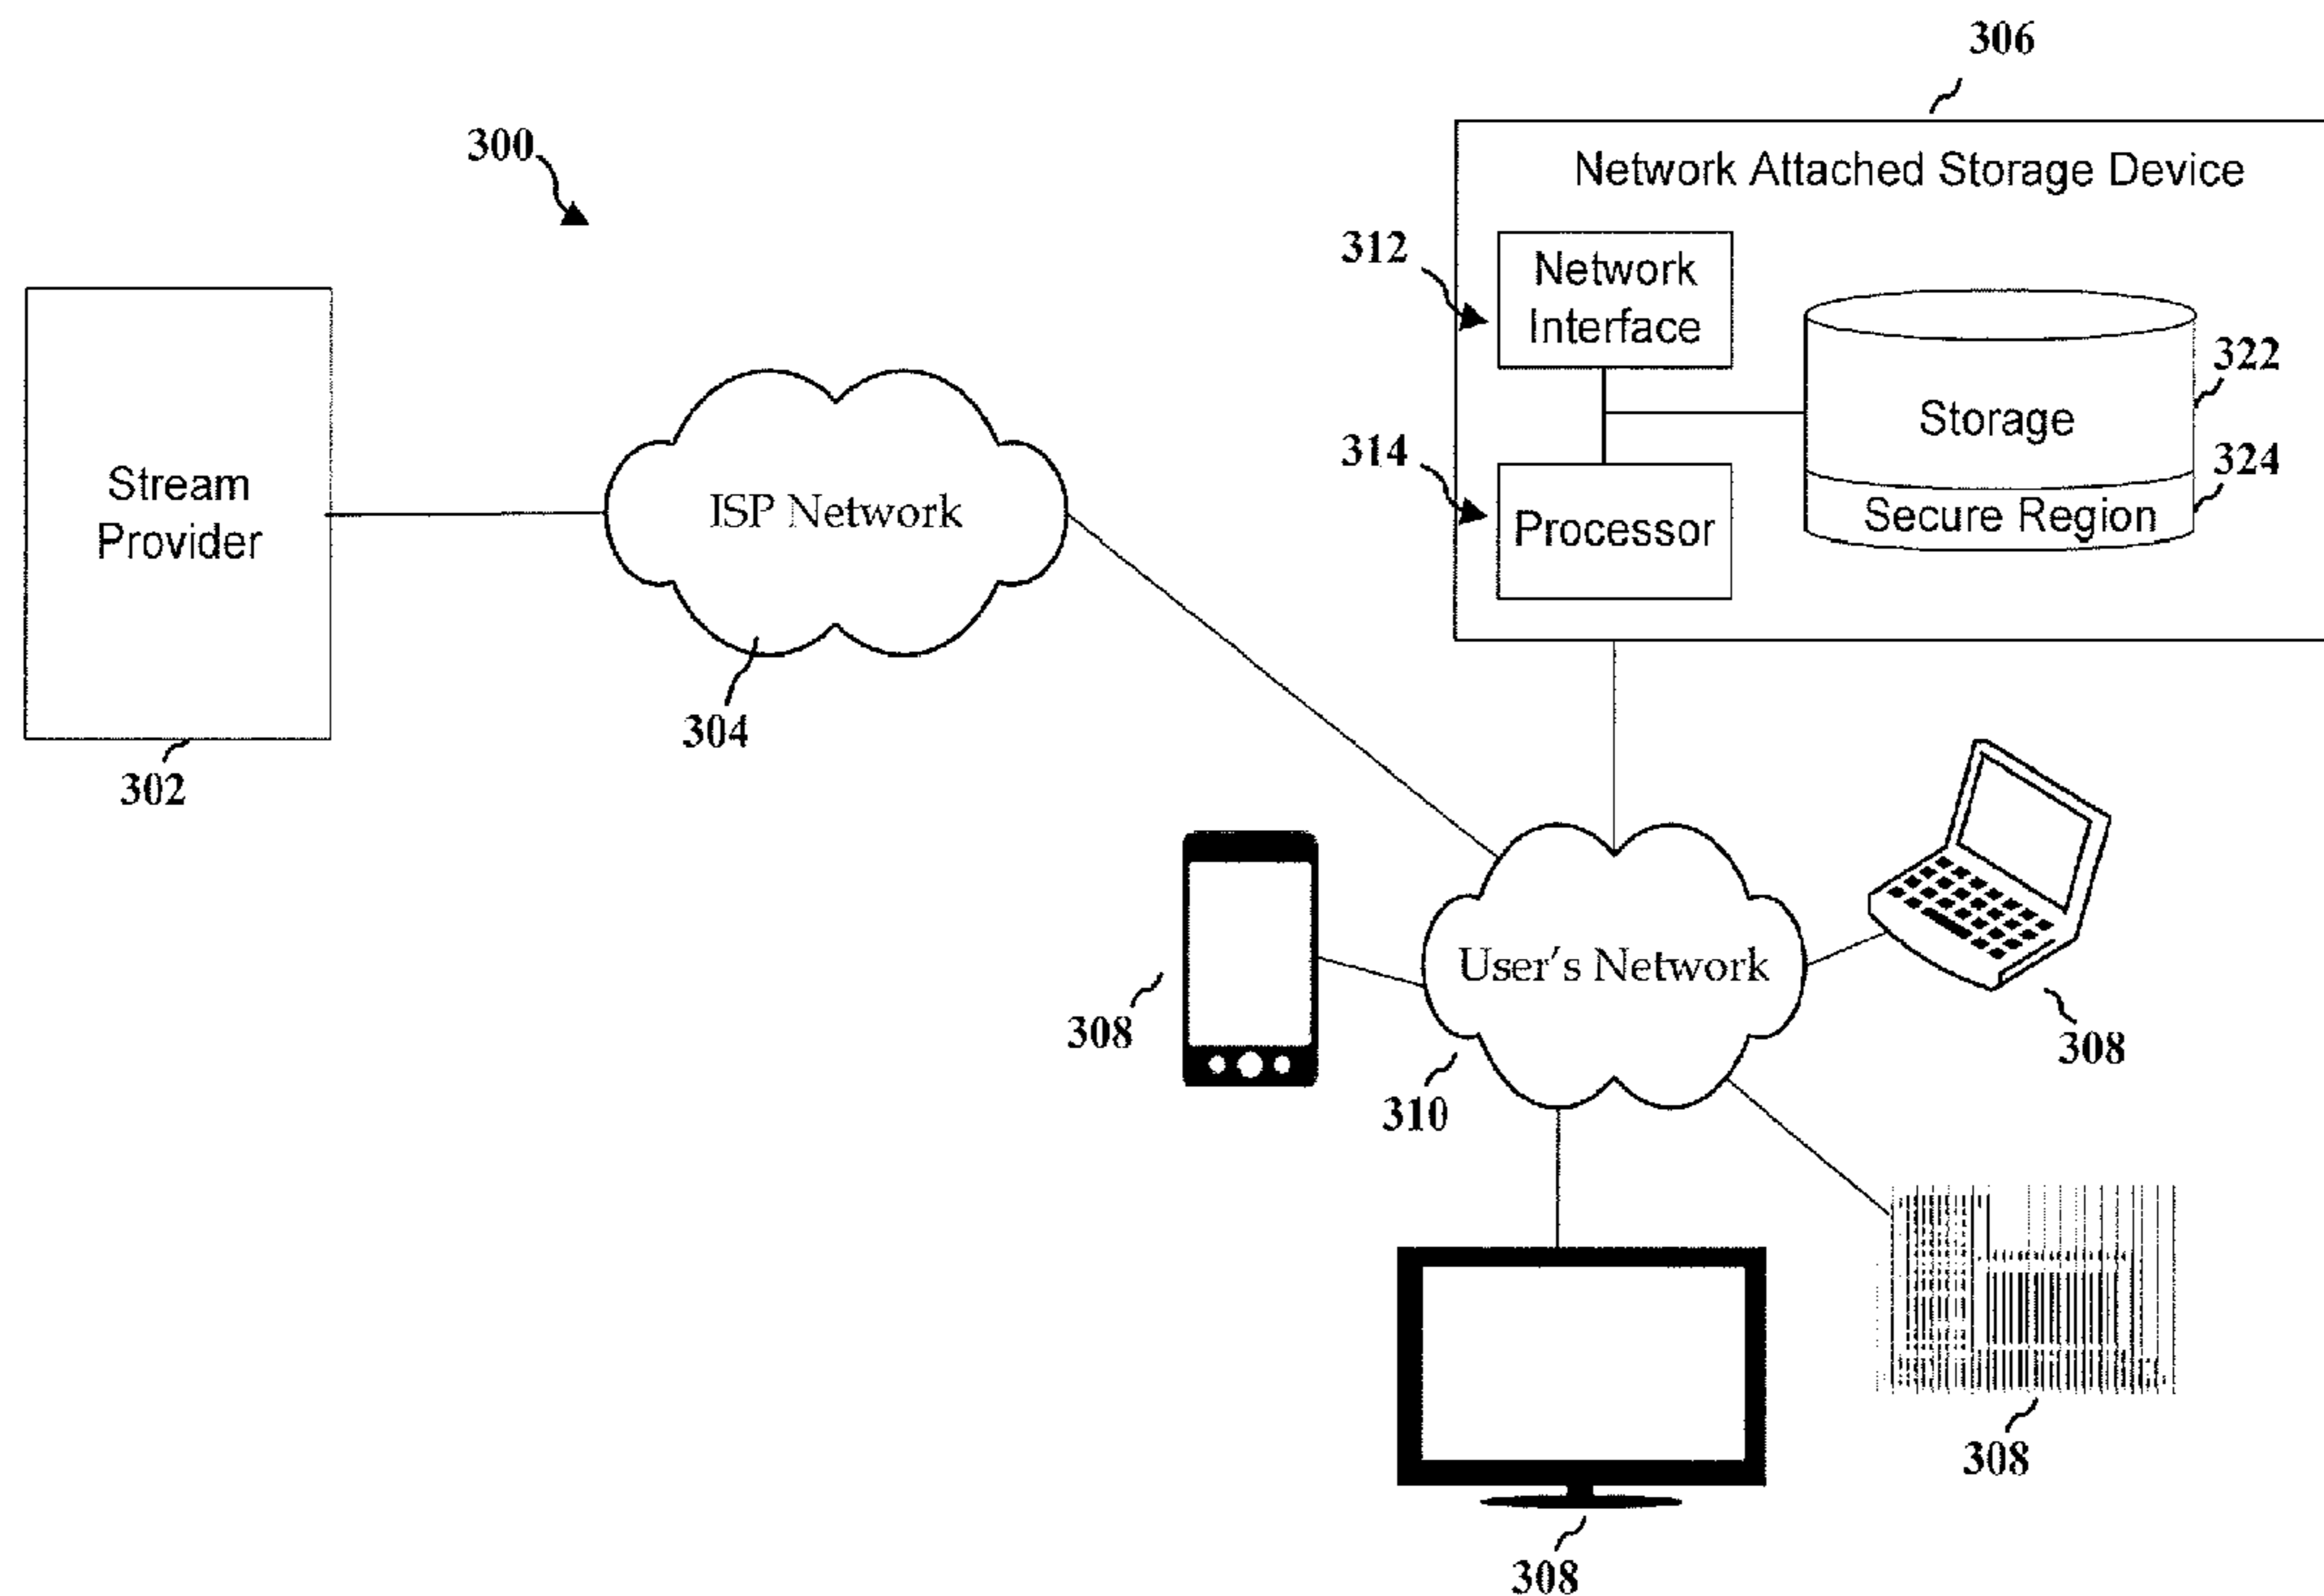 306
300
Network Attached Storage Device
312
Network
Interface
322
Storage
314
324
Secure Region
Processor
Stream
Provider
ISP Network
304
302
User's Network
308
308
310
308
308